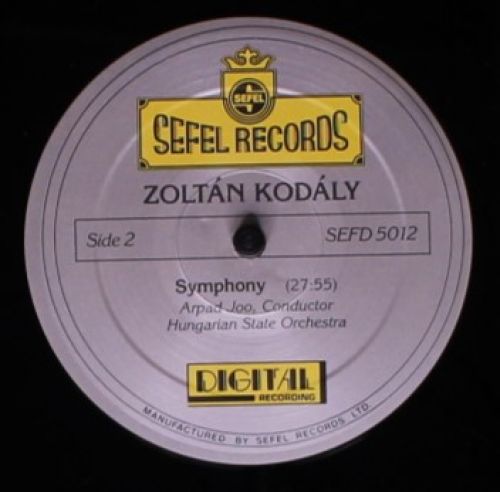 SEFEL
SEFEL RECORDS
ZOLTÁN KODÁLY
Side 2 SEFD 5012
Symphony (27:55)
Arpad Joo, Conductor
Hungarian State Orchestra
DIGITAL
RECORDING
MANUFACTURED BY SEFEL RECORDS LTD.